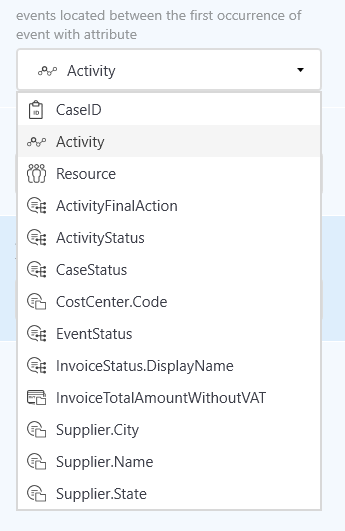 events located between the first occurrence of
event with attribute
Activity
CaseID
Activity
Resource
ActivityFinalAction
ActivityStatus
CaseStatus
CostCenter.Code
EventStatus
InvoiceStatus.DisplayName
InvoiceTotalAmountWithoutVAT
Supplier.City
Supplier.Name
Supplier.State